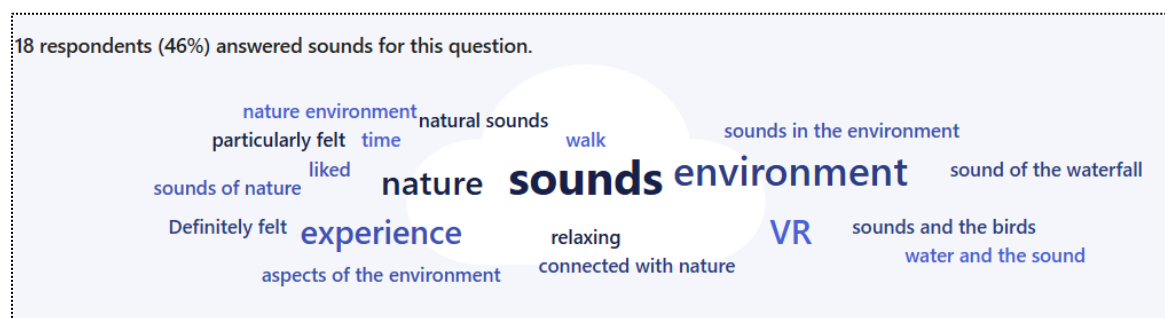 18 respondents (46%) answered sounds for this question.
nature environment
natural sounds
particularly felt
time
walk
sounds in the environment
liked
sounds of nature
nature
sounds
environment
sound of the waterfall
Definitely felt
experience
relaxing
VR
sounds and the birds
aspects of the environment
connected with nature
water and the sound